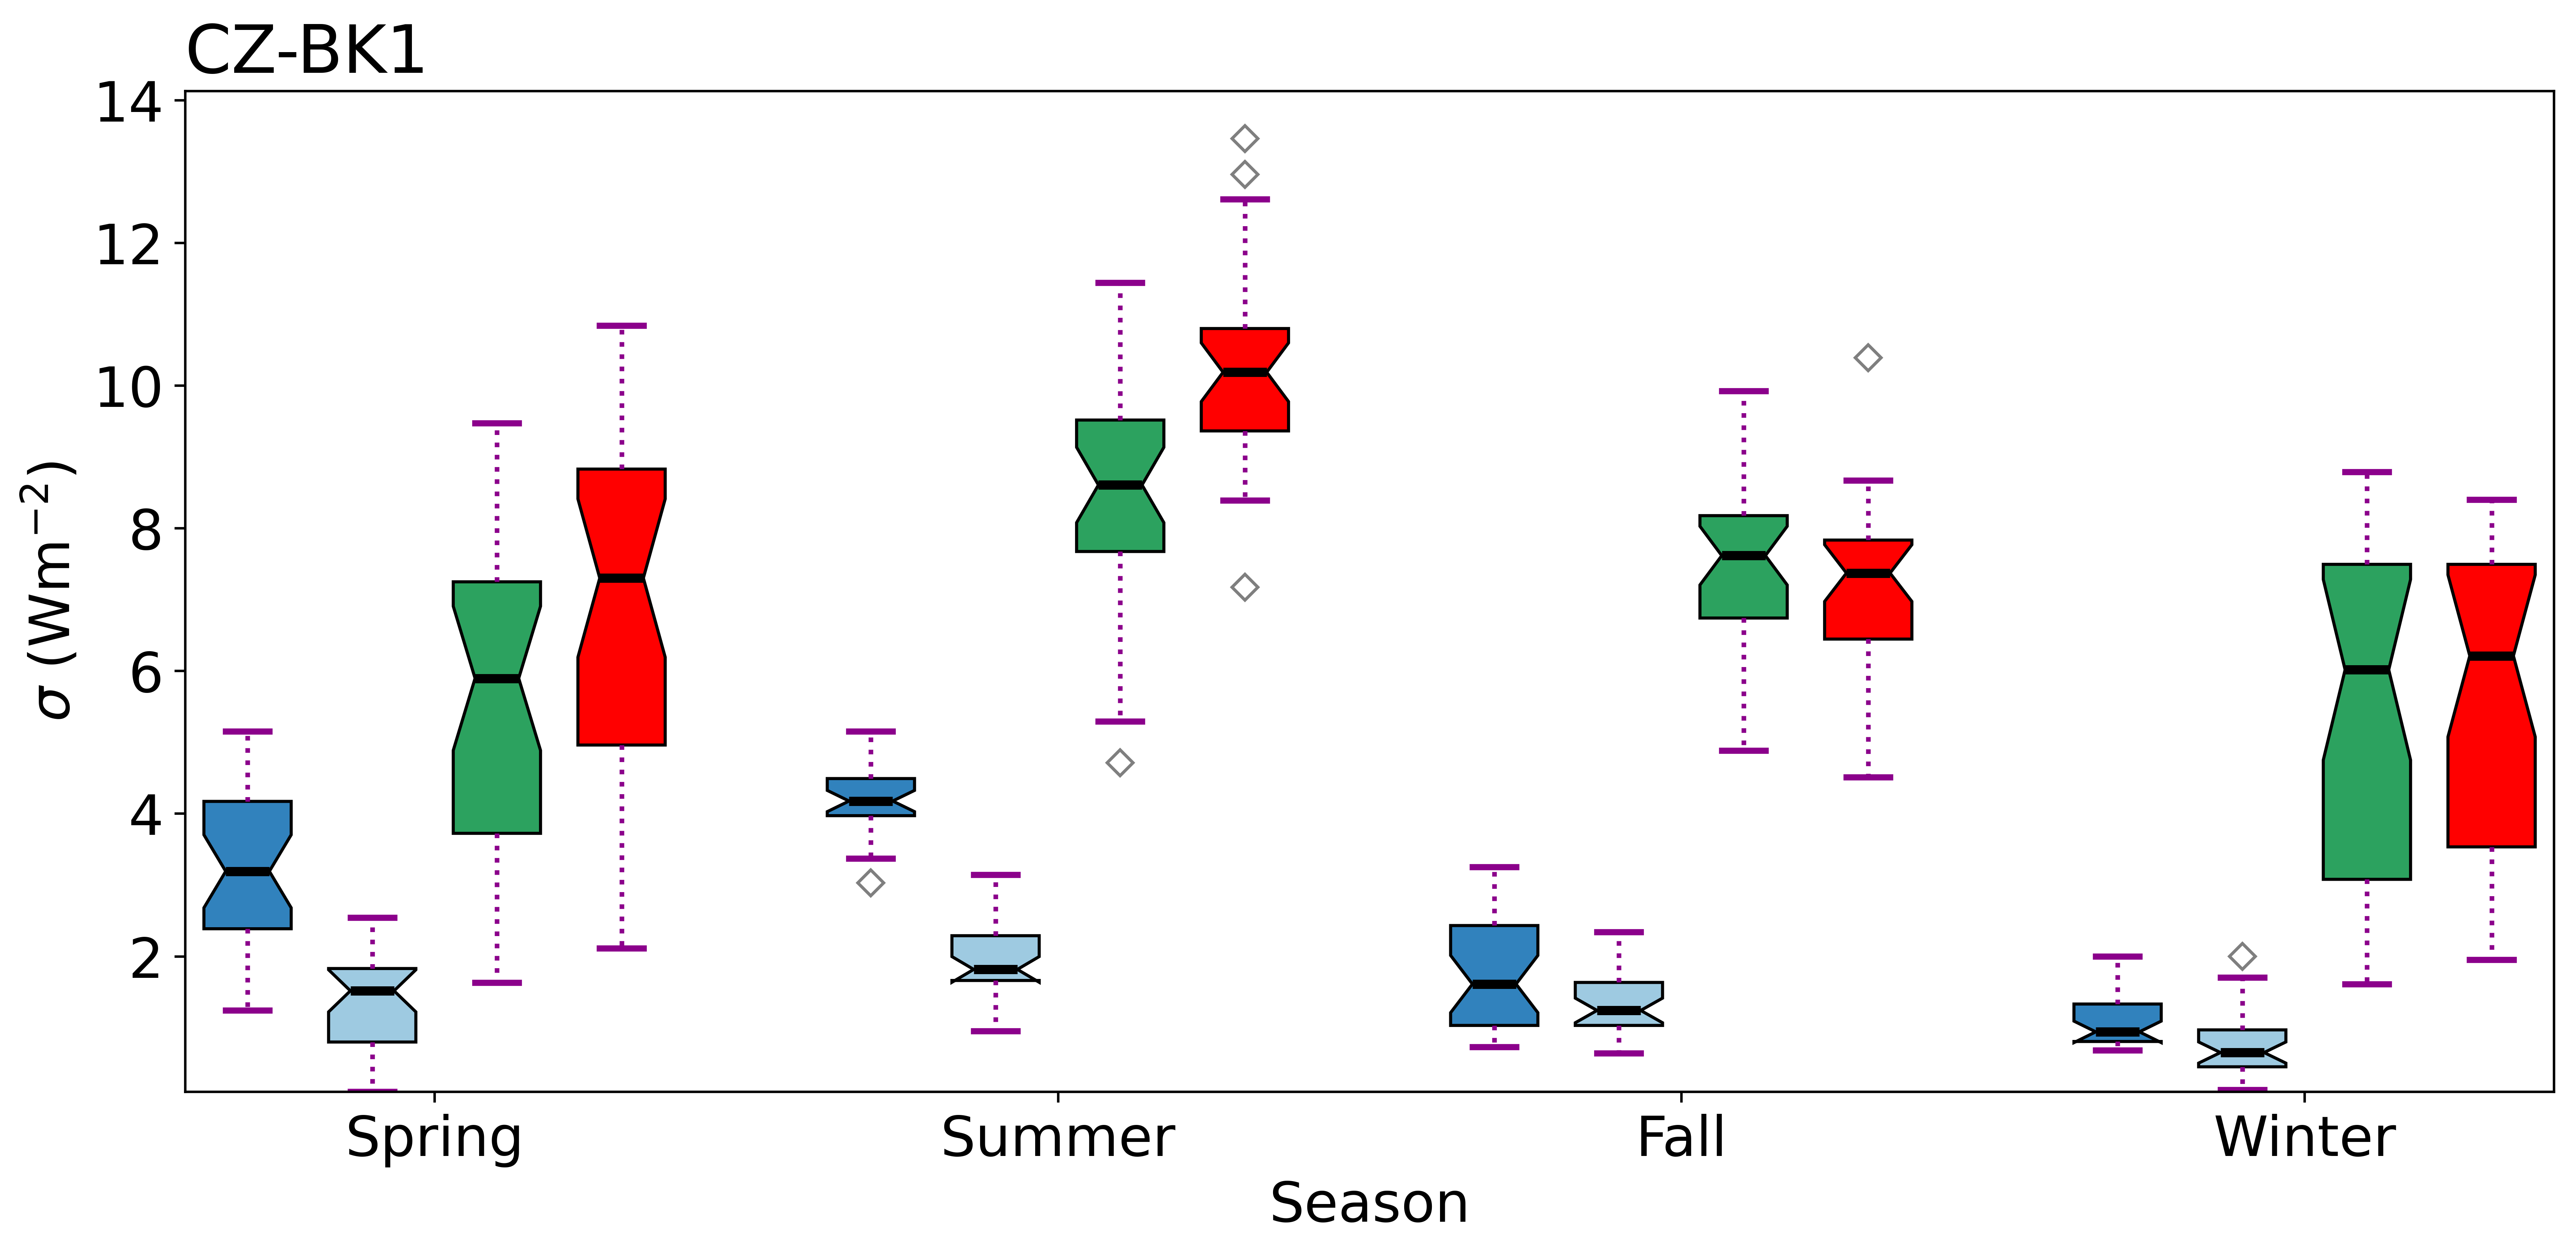 CZ-BK1
14
12
10
8
6
4
2
σ (Wm⁻²)
Spring Summer Fall Winter
Season